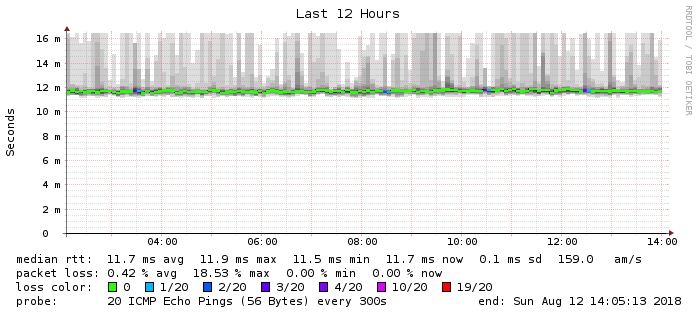 Last 12 Hours
RRDTOOL / TOBI OETIKER
Seconds
16 m
14 m
12 m
10 m
8 m
6 m
4 m
2 m
0
04:00 06:00 08:00 10:00 12:00 14:00
median rtt: 11.7 ms avg 11.9 ms max 11.5 ms min 11.7 ms now 0.1 ms sd 159.0 am/s
packet loss: 0.42 % avg 18.53 % max 0.00 % min 0.00 % now
loss color: 0 1/20 2/20 3/20 4/20 10/20 19/20
probe: 20 ICMP Echo Pings (56 Bytes) every 300s end: Sun Aug 12 14:05:13 2018